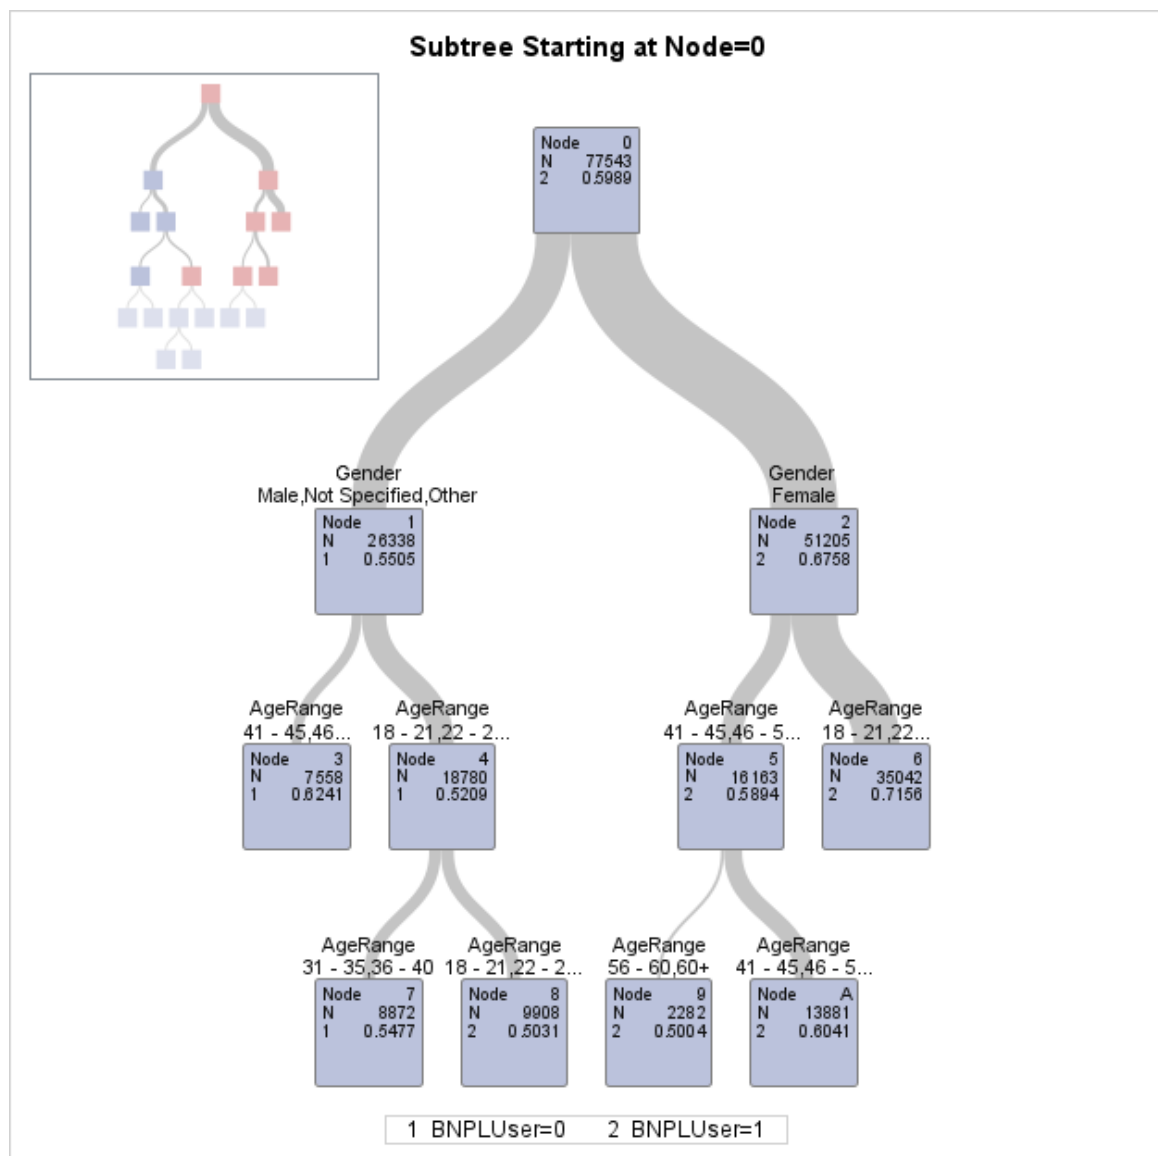 Subtree Starting at Node=0
Node 0
N 77543
2 0.5989
Gender
Male,Not Specified,Other
Node 1
N 26338
1 0.5505
Gender
Female
Node 2
N 51205
2 0.6758
AgeRange
41 - 45,46...
Node 3
N 7558
1 0.6241
AgeRange
18 - 21,22 - 2...
Node 4
N 18780
1 0.5209
AgeRange
41 - 45,46 - 5...
Node 5
N 16163
2 0.5894
AgeRange
18 - 21,22...
Node 6
N 35042
2 0.7156
AgeRange
31 - 35,36 - 40
Node 7
N 8872
1 0.5477
AgeRange
18 - 21,22 - 2...
Node 8
N 9908
2 0.5031
AgeRange
56 - 60,60+
Node 9
N 2282
2 0.5004
AgeRange
41 - 45,46 - 5...
Node A
N 13881
2 0.6041
1 BNPLUser=0 2 BNPLUser=1